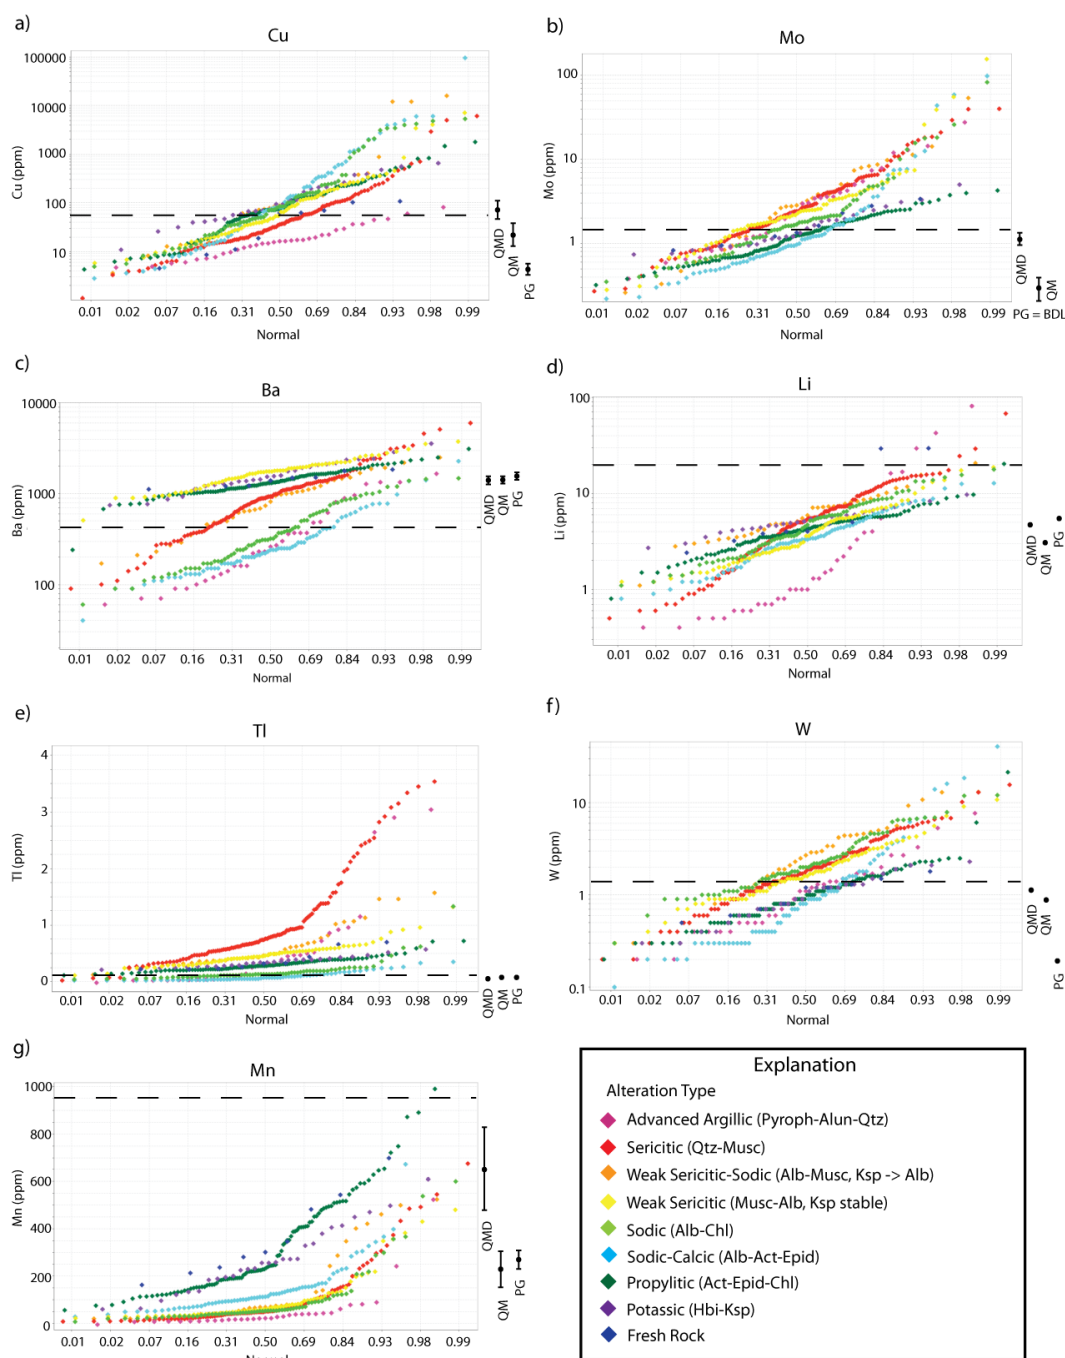 a)
Cu
100000
10000
1000
100
10
Cu (ppm)
0.01 0.02 0.07 0.16 0.31 0.50 0.69 0.84 0.93 0.98 0.99
Normal
QMD
QM
PG
b)
Mo
100
10
1
Mo (ppm)
0.01 0.02 0.07 0.16 0.31 0.50 0.69 0.84 0.93 0.98 0.99
Normal
QMD
QM
PG = BDL
c)
Ba
10000
1000
100
Ba (ppm)
0.01 0.02 0.07 0.16 0.31 0.50 0.69 0.84 0.93 0.98 0.99
Normal
QMD
QM
PG
d)
Li
100
10
1
Li (ppm)
0.01 0.02 0.07 0.16 0.31 0.50 0.69 0.84 0.93 0.98 0.99
Normal
QMD
QM
PG
e)
Tl
4
3
2
1
0
Tl (ppm)
0.01 0.02 0.07 0.16 0.31 0.50 0.69 0.84 0.93 0.98 0.99
Normal
QMD
QM
PG
f)
W
10
1
0.1
W (ppm)
0.01 0.02 0.07 0.16 0.31 0.50 0.69 0.84 0.93 0.98 0.99
Normal
QMD
QM
PG
g)
Mn
1000
800
600
400
200
0
Mn (ppm)
0.01 0.02 0.07 0.16 0.31 0.50 0.69 0.84 0.93 0.98 0.99
Normal
QMD
QM
PG
Explanation
Alteration Type
Advanced Argillic (Pyroph-Alun-Qtz)
Sericitic (Qtz-Musc)
Weak Sericitic-Sodic (Alb-Musc, Ksp -> Alb)
Weak Sericitic (Musc-Alb, Ksp stable)
Sodic (Alb-Chl)
Sodic-Calcic (Alb-Act-Epid)
Propylitic (Act-Epid-Chl)
Potassic (Hbi-Ksp)
Fresh Rock